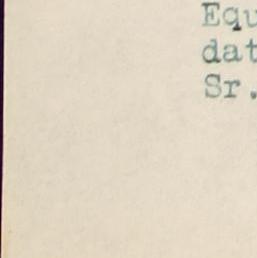 Equ
dat
Sr.